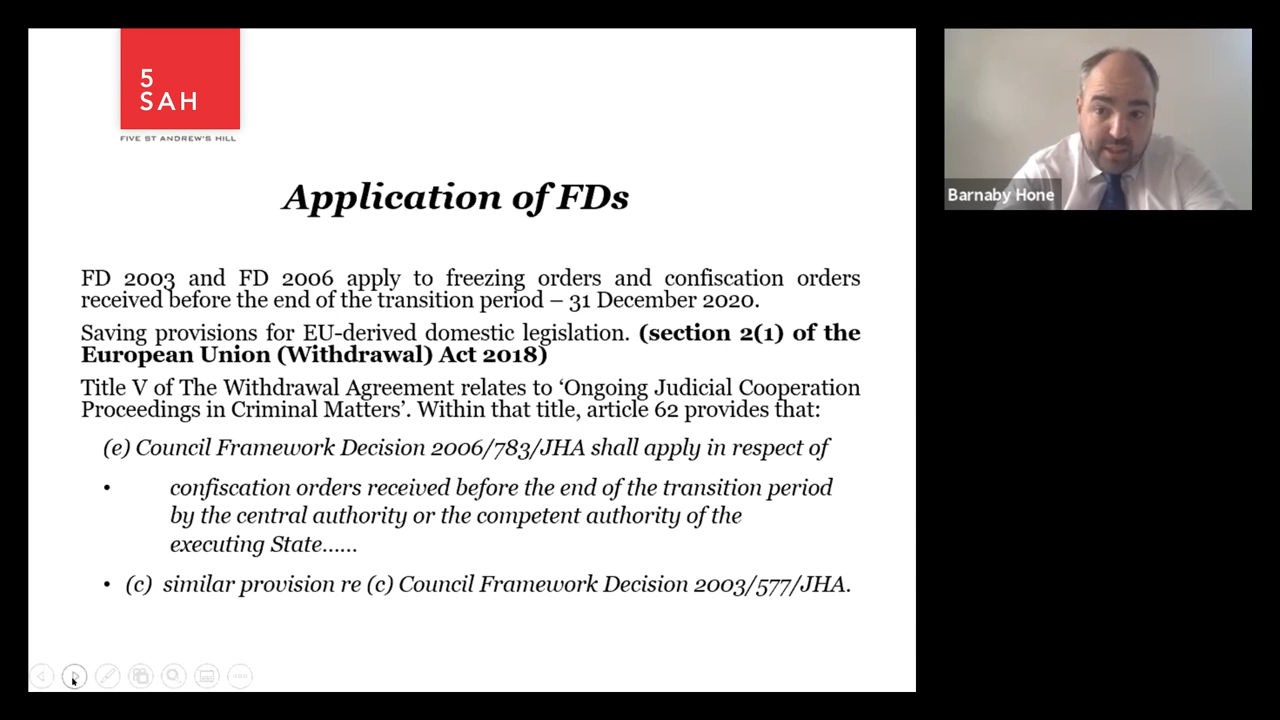 5
SAH
FIVE ST ANDREW'S HILL
Application of FDs
FD 2003 and FD 2006 apply to freezing orders and confiscation orders
received before the end of the transition period – 31 December 2020.
Saving provisions for EU-derived domestic legislation. (section 2(1) of the
European Union (Withdrawal) Act 2018)
Title V of The Withdrawal Agreement relates to ‘Ongoing Judicial Cooperation
Proceedings in Criminal Matters’. Within that title, article 62 provides that:
(e) Council Framework Decision 2006/783/JHA shall apply in respect of
• confiscation orders received before the end of the transition period
by the central authority or the competent authority of the
executing State......
• (c) similar provision re (c) Council Framework Decision 2003/577/JHA.
Barnaby Hone